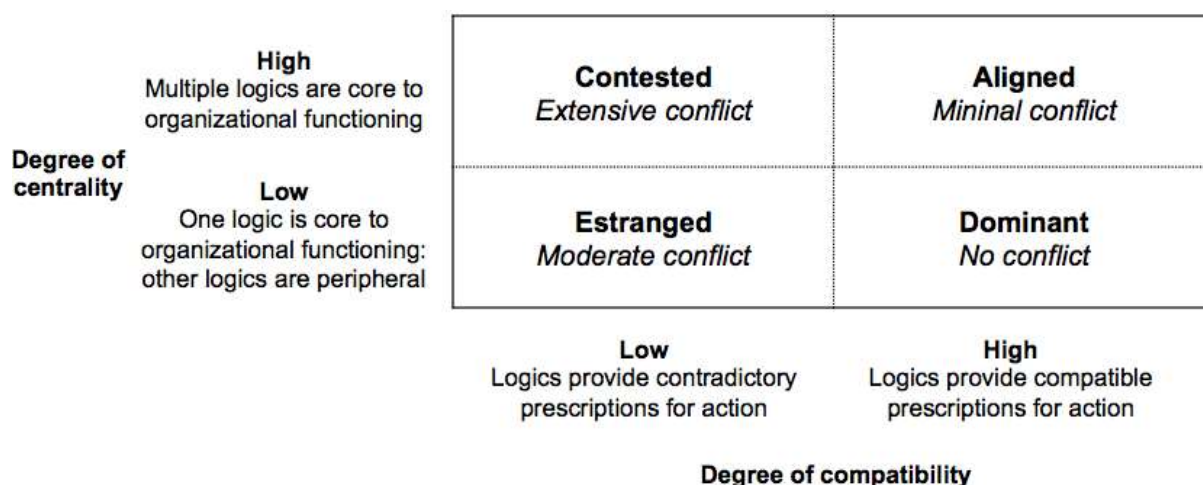 High
Multiple logics are core to
organizational functioning
Contested
Extensive conflict
Aligned
Mininal conflict
Degree of
centrality
Low
One logic is core to
organizational functioning:
other logics are peripheral
Estranged
Moderate conflict
Dominant
No conflict
Low
Logics provide contradictory
prescriptions for action
High
Logics provide compatible
prescriptions for action
Degree of compatibility